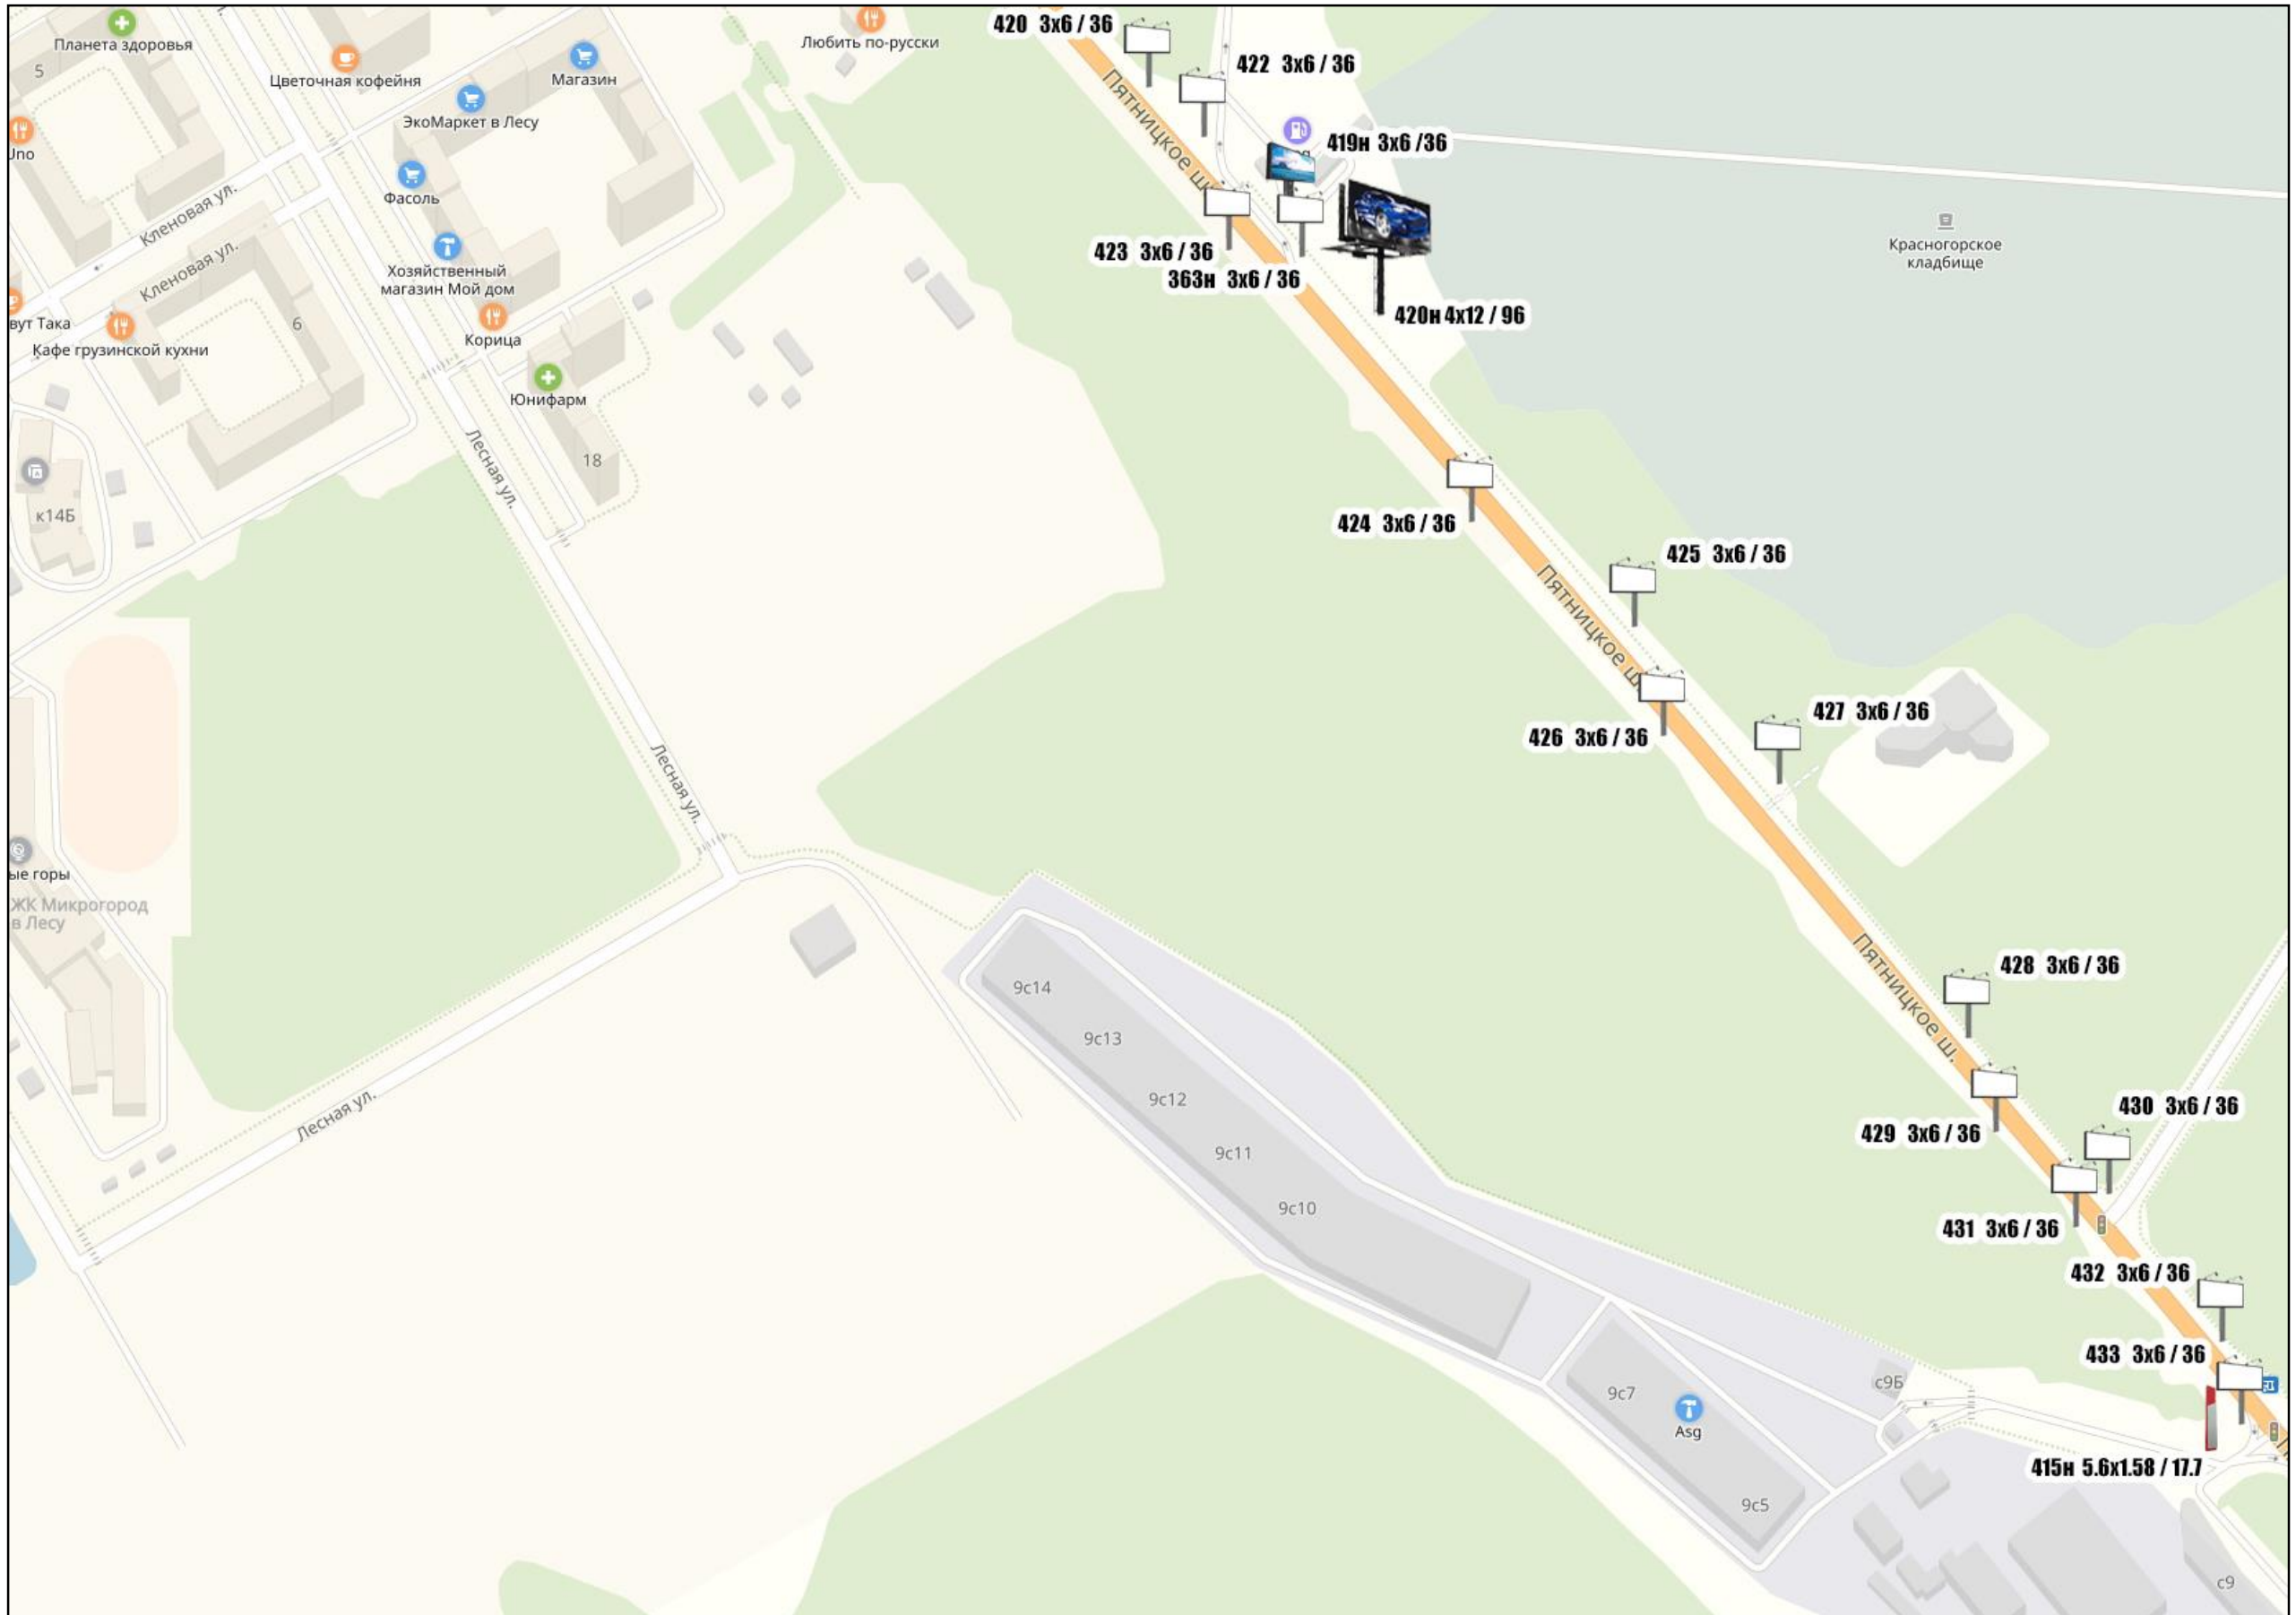 420 3x6 / 36
Планета здоровья
5
Цветочная кофейня
Магазин
Любить по-русски
422 3x6 / 36
ЭкоМаркет в Лесу
Пятницкое ш.
419н 3x6 /36
Uno
Фасоль
Кленовая ул.
Кленовая ул.
423 3x6 / 36
363н 3x6 / 36
420н 4x12 / 96
Красногорское
кладбище
Хозяйственный
магазин Мой дом
вут Така
6
Кафе грузинской кухни
Корица
Юнифарм
Лесная ул.
18
к14Б
424 3x6 / 36
425 3x6 / 36
Пятницкое ш.
426 3x6 / 36
427 3x6 / 36
Лесная ул.
ые горы
ЖК Микрогород
в Лесу
Пятницкое ш.
428 3x6 / 36
9с14
9с13
9с12
9с11
9с10
Лесная ул.
429 3x6 / 36
430 3x6 / 36
431 3x6 / 36
432 3x6 / 36
433 3x6 / 36
9с7
с9Б
Asg
415н 5.6x1.58 / 17.7
9с5
с9